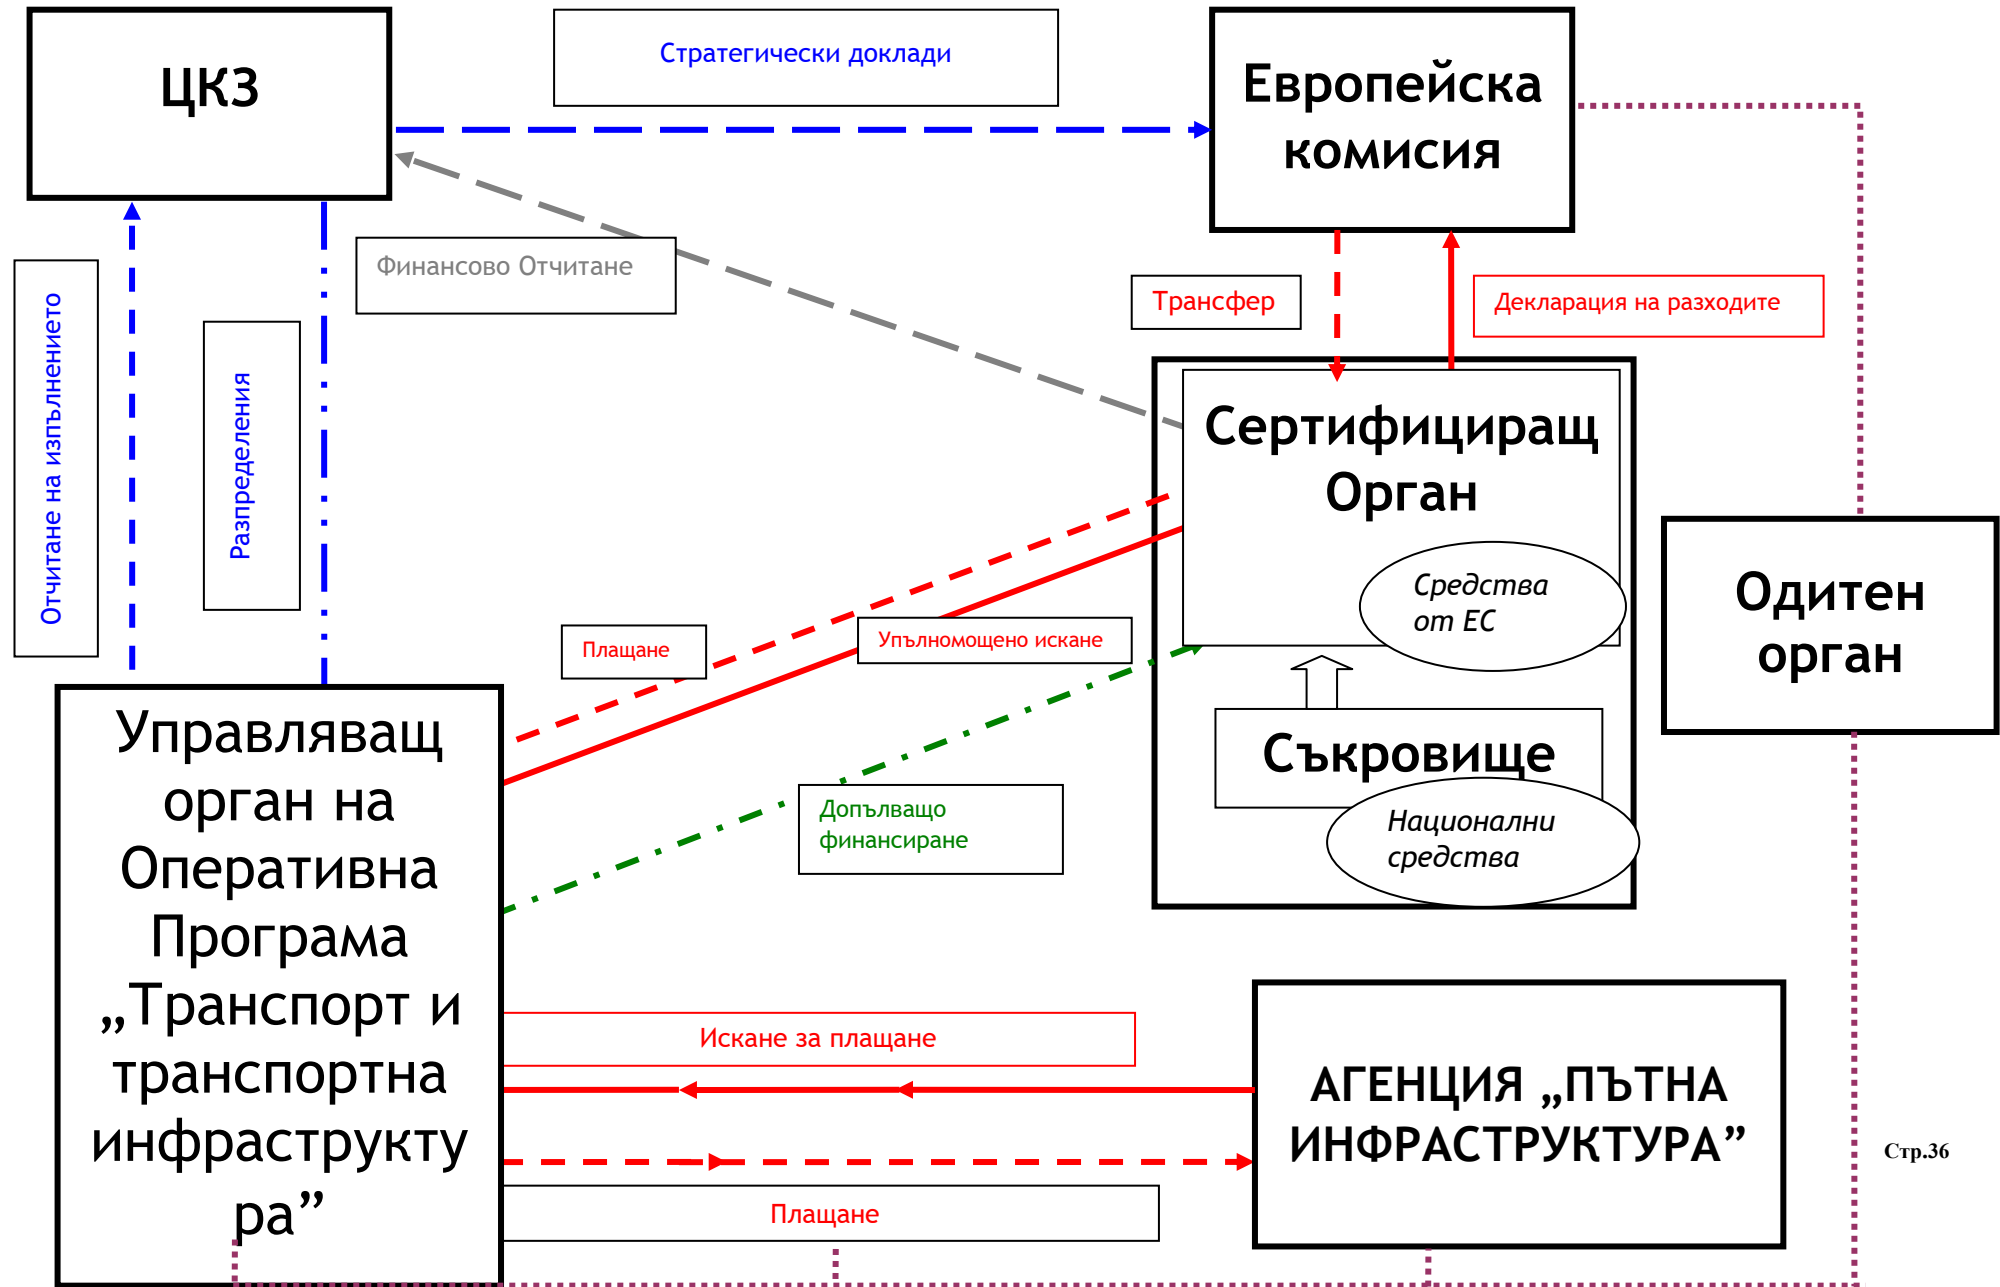 ЦКЗ
Стратегически доклади
Европейска
комисия
Финансово Отчитане
Трансфер
Декларация на разходите
Отчитане на изпълнението
Разпределения
Сертифициращ
Орган
Средства
от ЕС
Одитен
орган
Плащане
Упълномощено искане
Съкровище
Национални
средства
Допълващо
финансиране
Управляващ
орган на
Оперативна
Програма
„Транспорт и
транспортна
инфраструкту
ра”
Искане за плащане
АГЕНЦИЯ „ПЪТНА
ИНФРАСТРУКТУРА”
Стр.36
Плащане